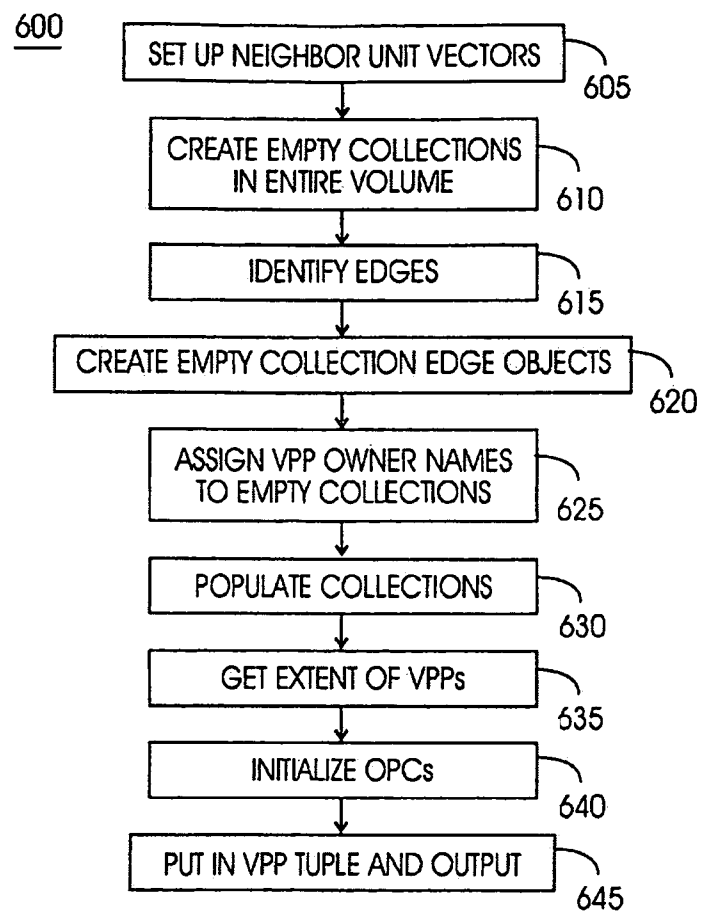 600
SET UP NEIGHBOR UNIT VECTORS
605
CREATE EMPTY COLLECTIONS
IN ENTIRE VOLUME
610
IDENTIFY EDGES
615
CREATE EMPTY COLLECTION EDGE OBJECTS
620
ASSIGN VPP OWNER NAMES
TO EMPTY COLLECTIONS
625
POPULATE COLLECTIONS
630
GET EXTENT OF VPPs
635
INITIALIZE OPCs
640
PUT IN VPP TUPLE AND OUTPUT
645